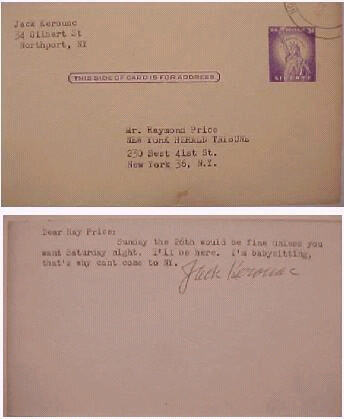 Jack Kerouac
34 Gilbert St
Northport, NY
THIS SIDE OF CARD IS FOR ADDRESS
LIBERTY
Mr. Raymond Price
NEW YORK HERALD TRIBUNE
230 West 41st St.
New York 36, N.Y.
Dear Ray Price:
Sunday the 26th would be fine unless you
want Saturday night. I'll be here. I'm babysitting,
that's why cant come to NY.
Jack Kerouac